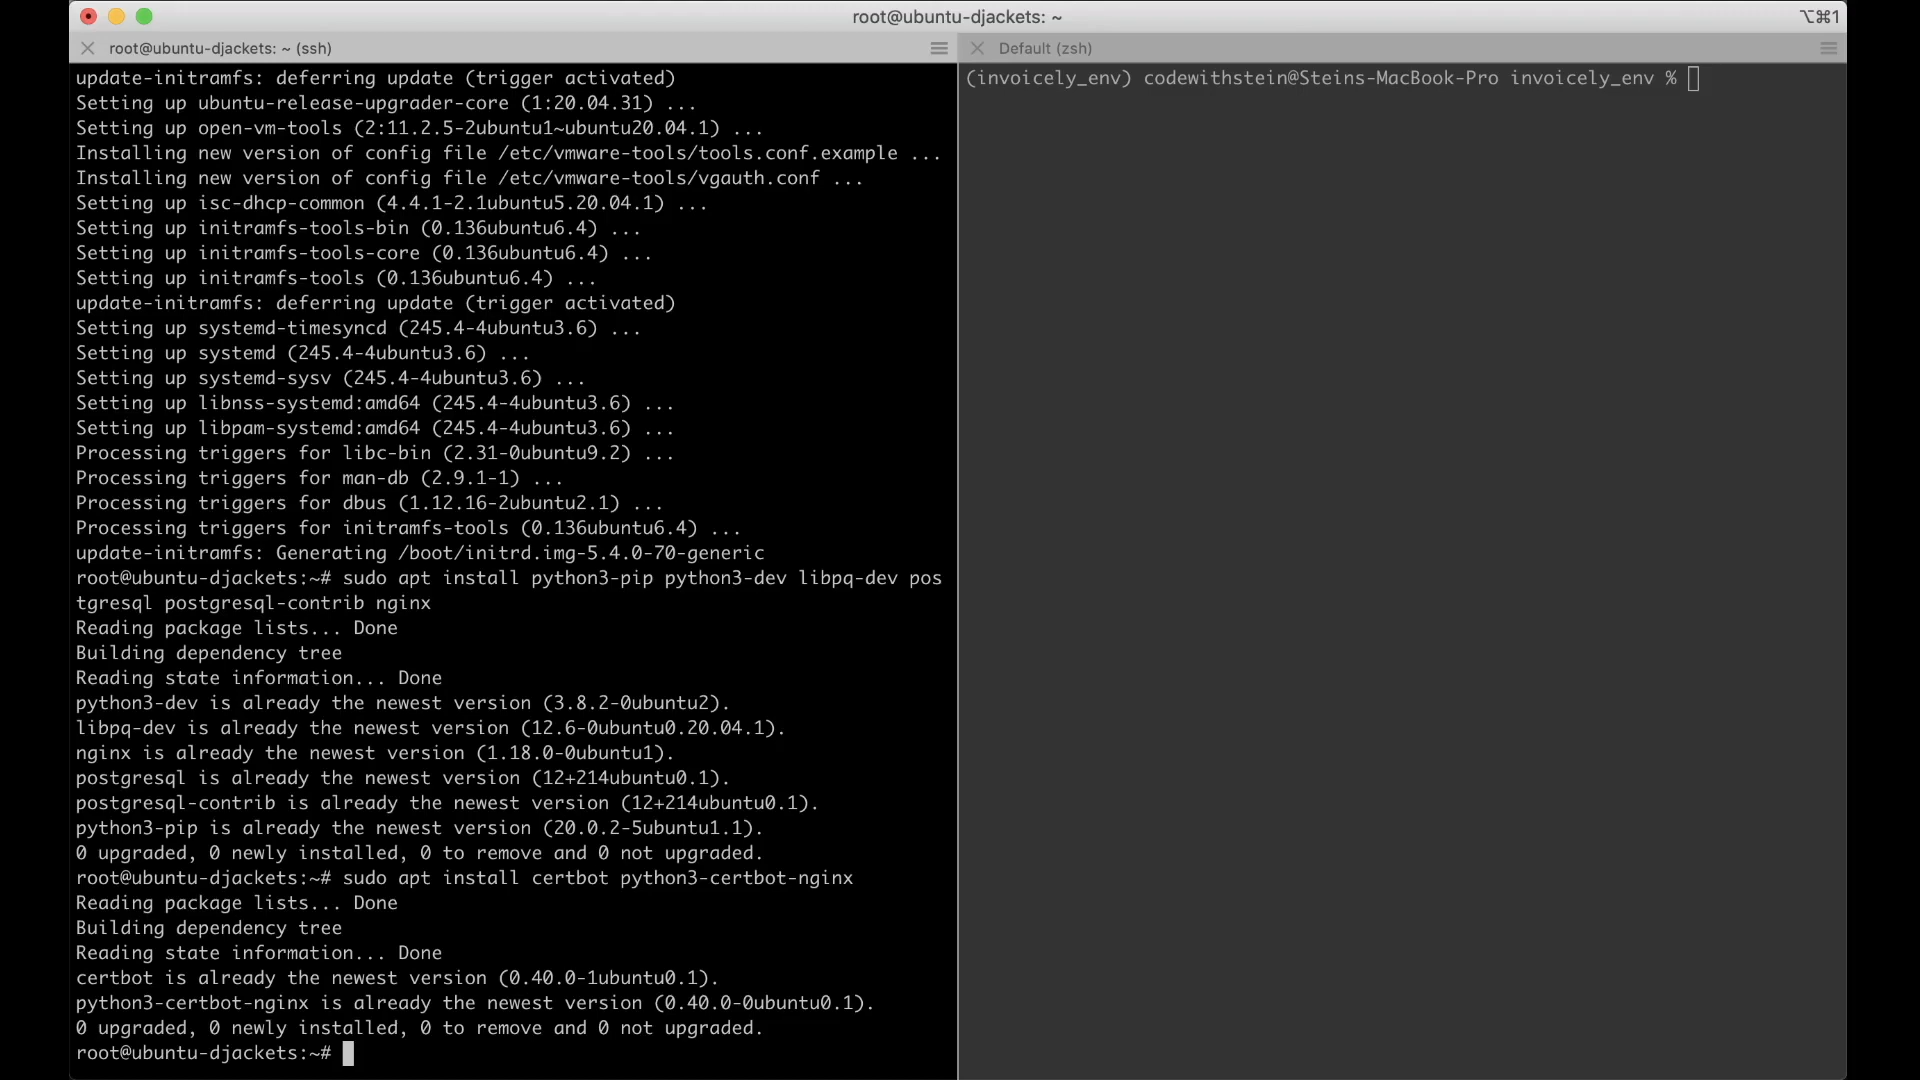 root@ubuntu-djackets: ~
⌥⌘1
root@ubuntu-djackets: ~ (ssh)
update-initramfs: deferring update (trigger activated)
Setting up ubuntu-release-upgrader-core (1:20.04.31) ...
Setting up open-vm-tools (2:11.2.5-2ubuntu1~ubuntu20.04.1) ...
Installing new version of config file /etc/vmware-tools/tools.conf.example ...
Installing new version of config file /etc/vmware-tools/vgauth.conf ...
Setting up isc-dhcp-common (4.4.1-2.1ubuntu5.20.04.1) ...
Setting up initramfs-tools-bin (0.136ubuntu6.4) ...
Setting up initramfs-tools-core (0.136ubuntu6.4) ...
Setting up initramfs-tools (0.136ubuntu6.4) ...
update-initramfs: deferring update (trigger activated)
Setting up systemd-timesyncd (245.4-4ubuntu3.6) ...
Setting up systemd (245.4-4ubuntu3.6) ...
Setting up systemd-sysv (245.4-4ubuntu3.6) ...
Setting up libnss-systemd:amd64 (245.4-4ubuntu3.6) ...
Setting up libpam-systemd:amd64 (245.4-4ubuntu3.6) ...
Processing triggers for libc-bin (2.31-0ubuntu9.2) ...
Processing triggers for man-db (2.9.1-1) ...
Processing triggers for dbus (1.12.16-2ubuntu2.1) ...
Processing triggers for initramfs-tools (0.136ubuntu6.4) ...
update-initramfs: Generating /boot/initrd.img-5.4.0-70-generic
root@ubuntu-djackets:~# sudo apt install python3-pip python3-dev libpq-dev pos
tgresql postgresql-contrib nginx
Reading package lists... Done
Building dependency tree
Reading state information... Done
python3-dev is already the newest version (3.8.2-0ubuntu2).
libpq-dev is already the newest version (12.6-0ubuntu0.20.04.1).
nginx is already the newest version (1.18.0-0ubuntu1).
postgresql is already the newest version (12+214ubuntu0.1).
postgresql-contrib is already the newest version (12+214ubuntu0.1).
python3-pip is already the newest version (20.0.2-5ubuntu1.1).
0 upgraded, 0 newly installed, 0 to remove and 0 not upgraded.
root@ubuntu-djackets:~# sudo apt install certbot python3-certbot-nginx
Reading package lists... Done
Building dependency tree
Reading state information... Done
certbot is already the newest version (0.40.0-1ubuntu0.1).
python3-certbot-nginx is already the newest version (0.40.0-0ubuntu0.1).
0 upgraded, 0 newly installed, 0 to remove and 0 not upgraded.
root@ubuntu-djackets:~#
Default (zsh)
(invoicely_env) codewithstein@Steins-MacBook-Pro invoicely_env %